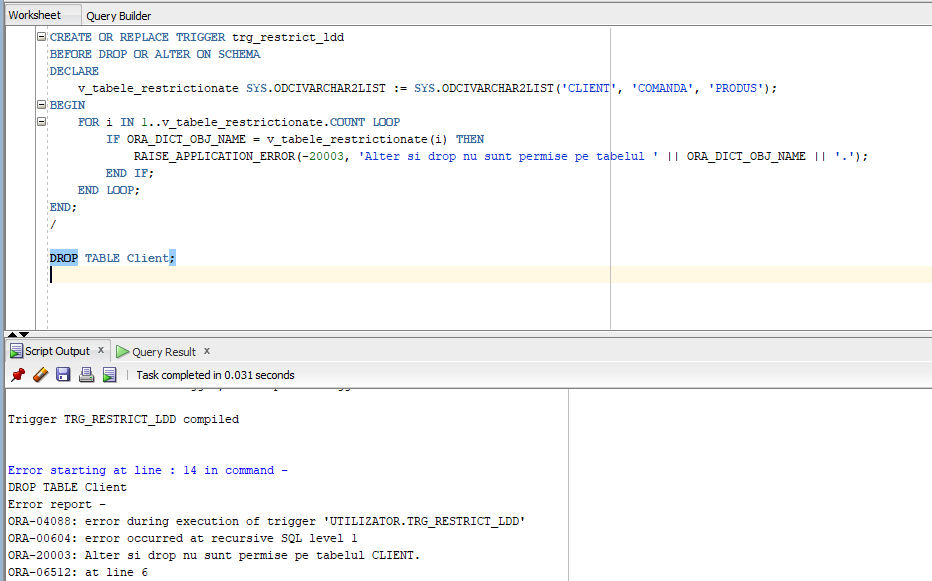 Worksheet Query Builder
CREATE OR REPLACE TRIGGER trg_restrict_ldd
BEFORE DROP OR ALTER ON SCHEMA
DECLARE
    v_tabele_restrictionate SYS.ODCIVARCHAR2LIST := SYS.ODCIVARCHAR2LIST('CLIENT', 'COMANDA', 'PRODUS');
BEGIN
    FOR i IN 1..v_tabele_restrictionate.COUNT LOOP
        IF ORA_DICT_OBJ_NAME = v_tabele_restrictionate(i) THEN
            RAISE_APPLICATION_ERROR(-20003, 'Alter si drop nu sunt permise pe tabelul ' || ORA_DICT_OBJ_NAME || '.');
        END IF;
    END LOOP;
END;
/
DROP TABLE Client;
Script Output x Query Result x
Task completed in 0.031 seconds
Trigger TRG_RESTRICT_LDD compiled
Error starting at line : 14 in command -
DROP TABLE Client
Error report -
ORA-04088: error during execution of trigger 'UTILIZATOR.TRG_RESTRICT_LDD'
ORA-00604: error occurred at recursive SQL level 1
ORA-20003: Alter si drop nu sunt permise pe tabelul CLIENT.
ORA-06512: at line 6